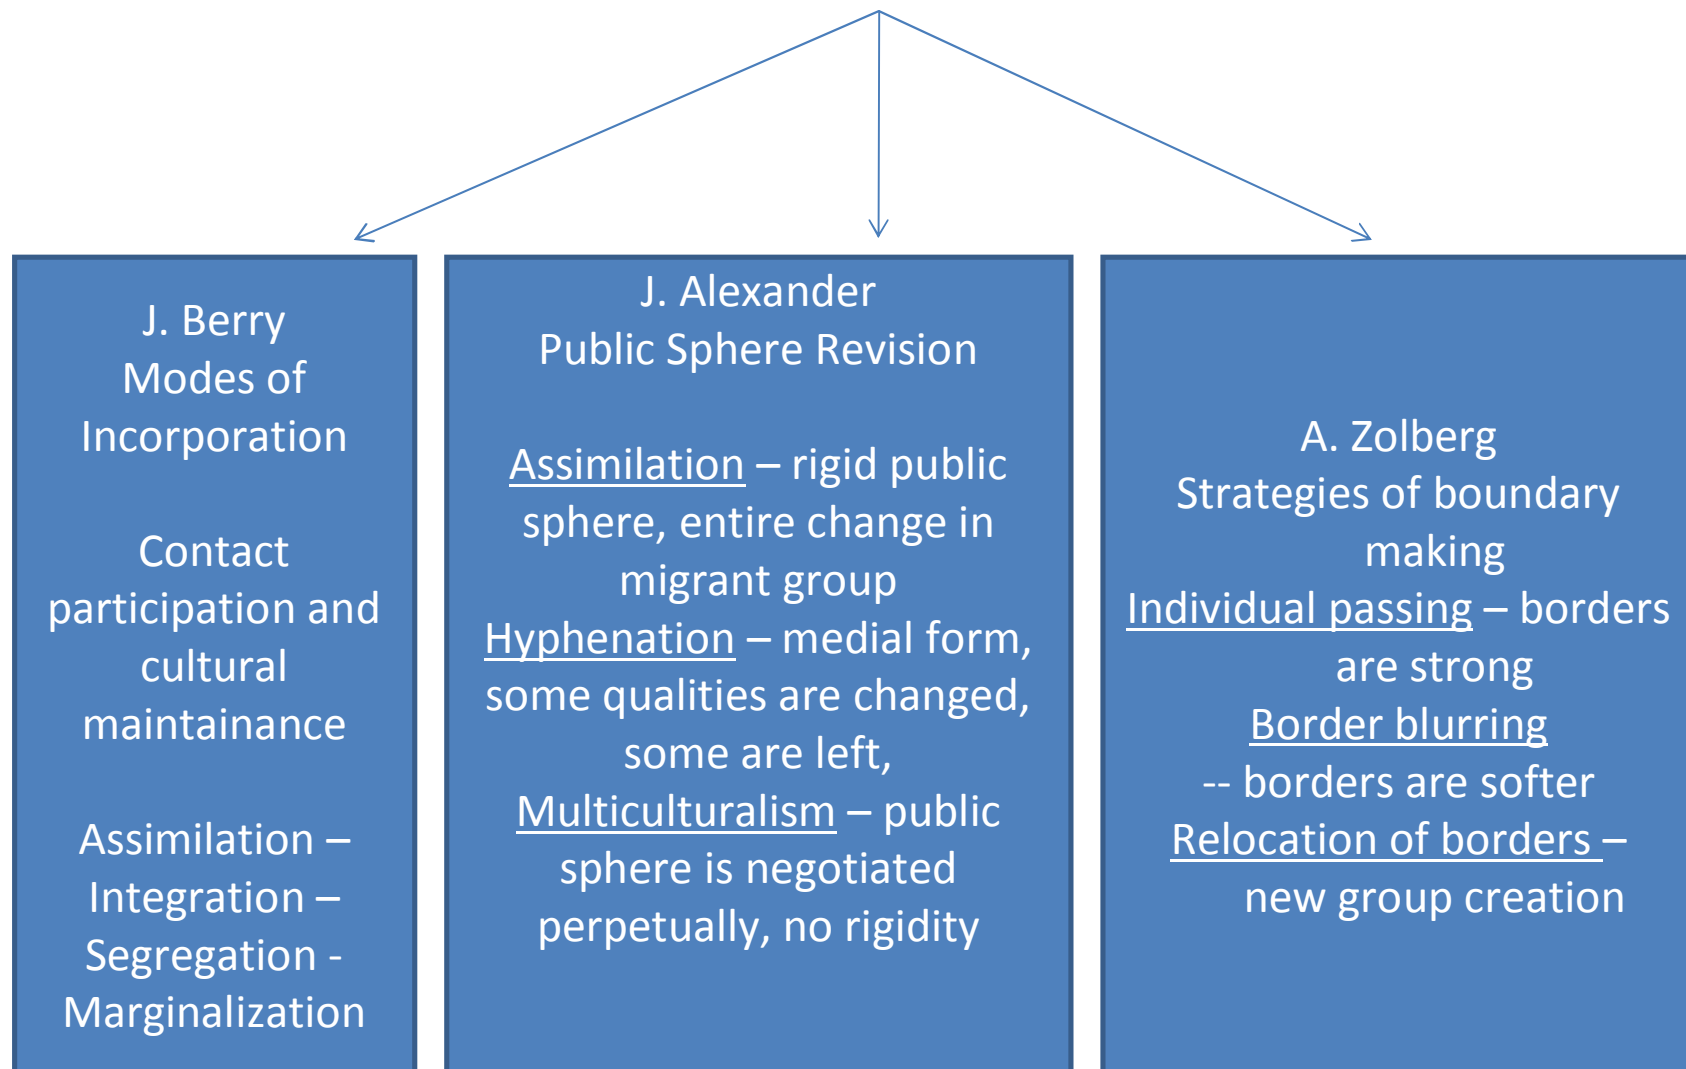 J. Berry
Modes of
Incorporation
Contact
participation and
cultural
maintainance
Assimilation –
Integration –
Segregation -
Marginalization
J. Alexander
Public Sphere Revision
Assimilation – rigid public
sphere, entire change in
migrant group
Hyphenation – medial form,
some qualities are changed,
some are left,
Multiculturalism – public
sphere is negotiated
perpetually, no rigidity
A. Zolberg
Strategies of boundary
making
Individual passing – borders
are strong
Border blurring
-- borders are softer
Relocation of borders –
new group creation